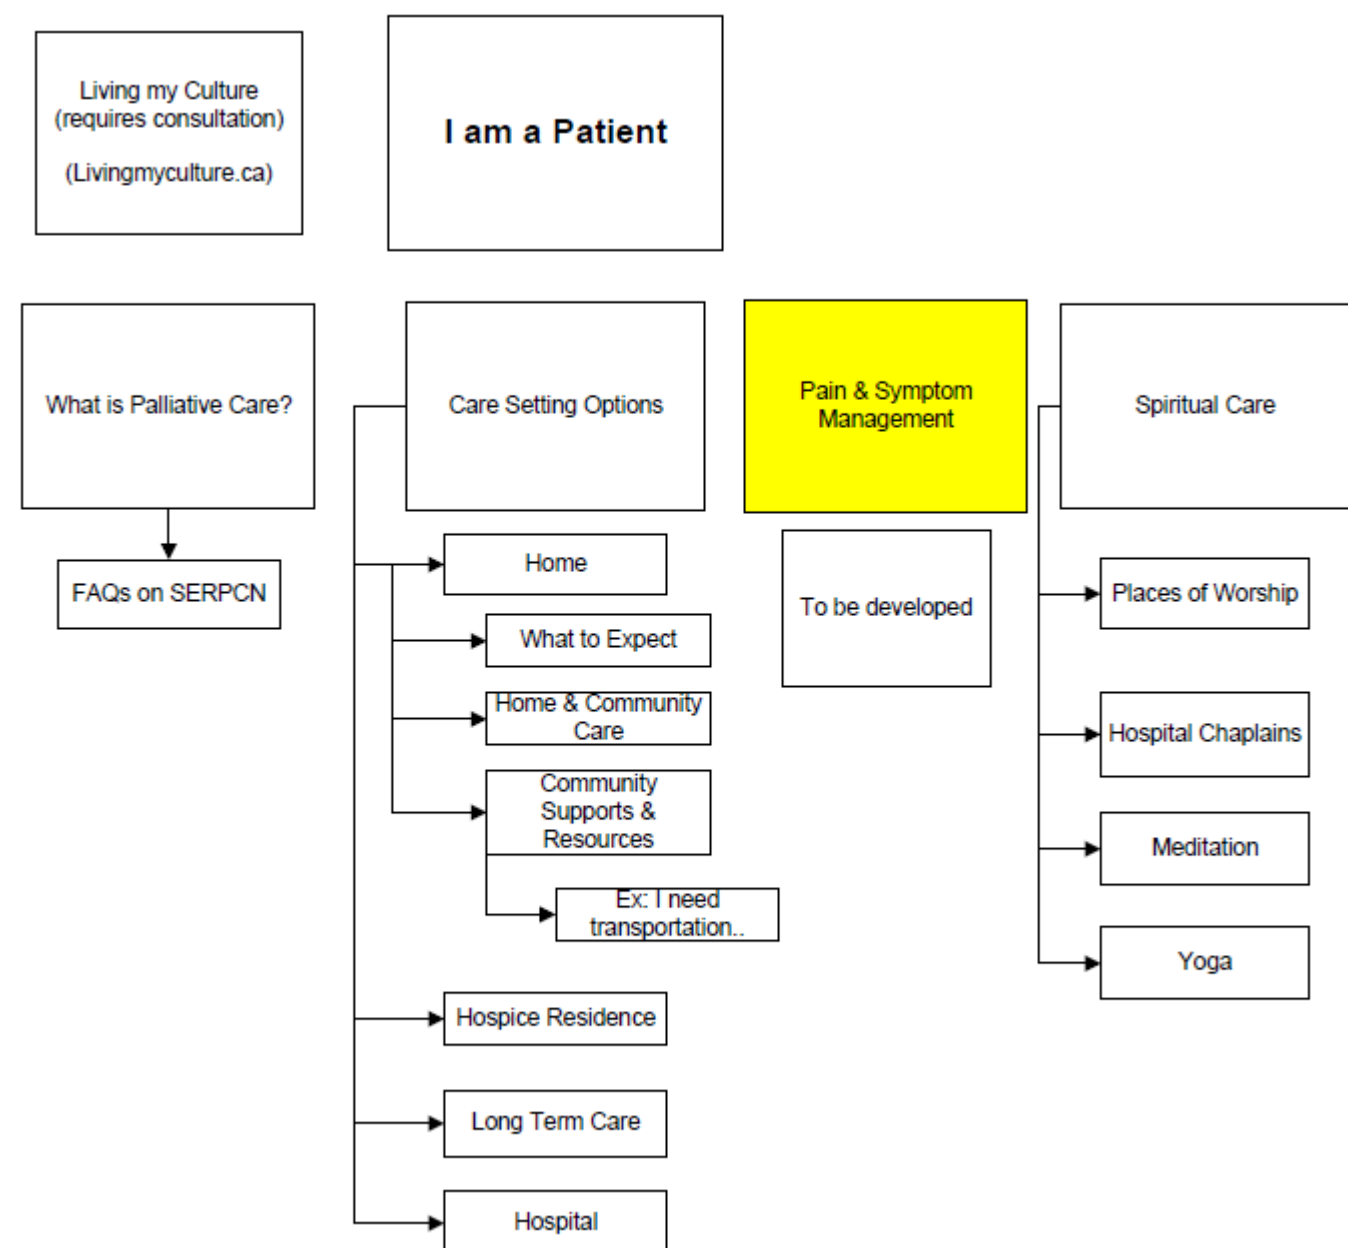 Living my Culture
(requires consultation)
(Livingmyculture.ca)
I am a Patient
What is Palliative Care?
Care Setting Options
Pain & Symptom
Management
Spiritual Care
FAQs on SERPCN
Home
What to Expect
Home & Community
Care
Community
Supports &
Resources
Ex: I need
transportation..
Hospice Residence
Long Term Care
Hospital
To be developed
Places of Worship
Hospital Chaplains
Meditation
Yoga